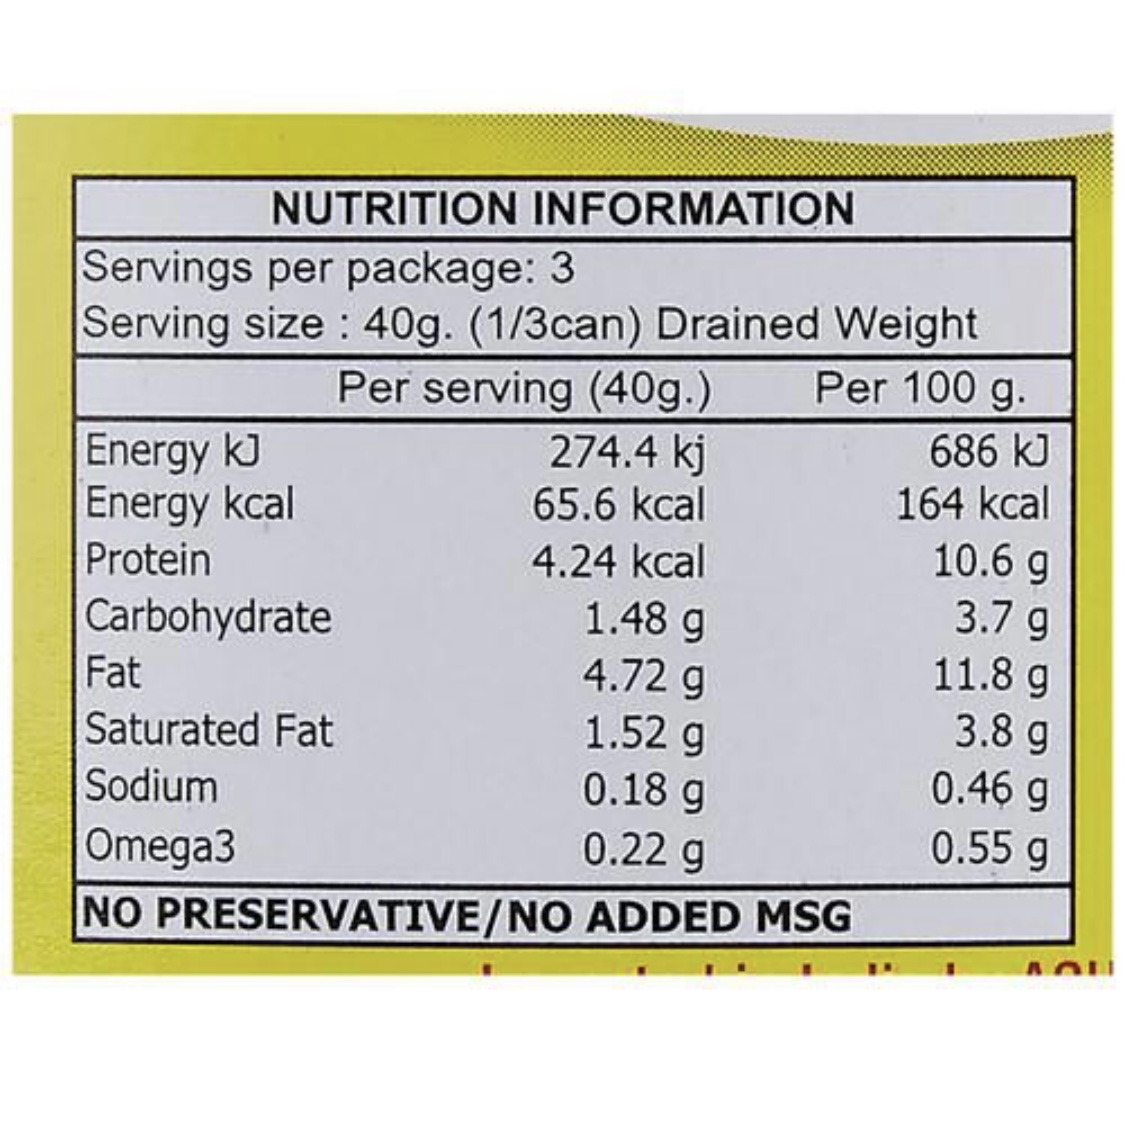 NUTRITION INFORMATION
Servings per package: 3
Serving size : 40g. (1/3can) Drained Weight
Per serving (40g.) Per 100 g.
Energy kJ 274.4 kj 686 kJ
Energy kcal 65.6 kcal 164 kcal
Protein 4.24 kcal 10.6 g
Carbohydrate 1.48 g 3.7 g
Fat 4.72 g 11.8 g
Saturated Fat 1.52 g 3.8 g
Sodium 0.18 g 0.46 g
Omega3 0.22 g 0.55 g
NO PRESERVATIVE/NO ADDED MSG